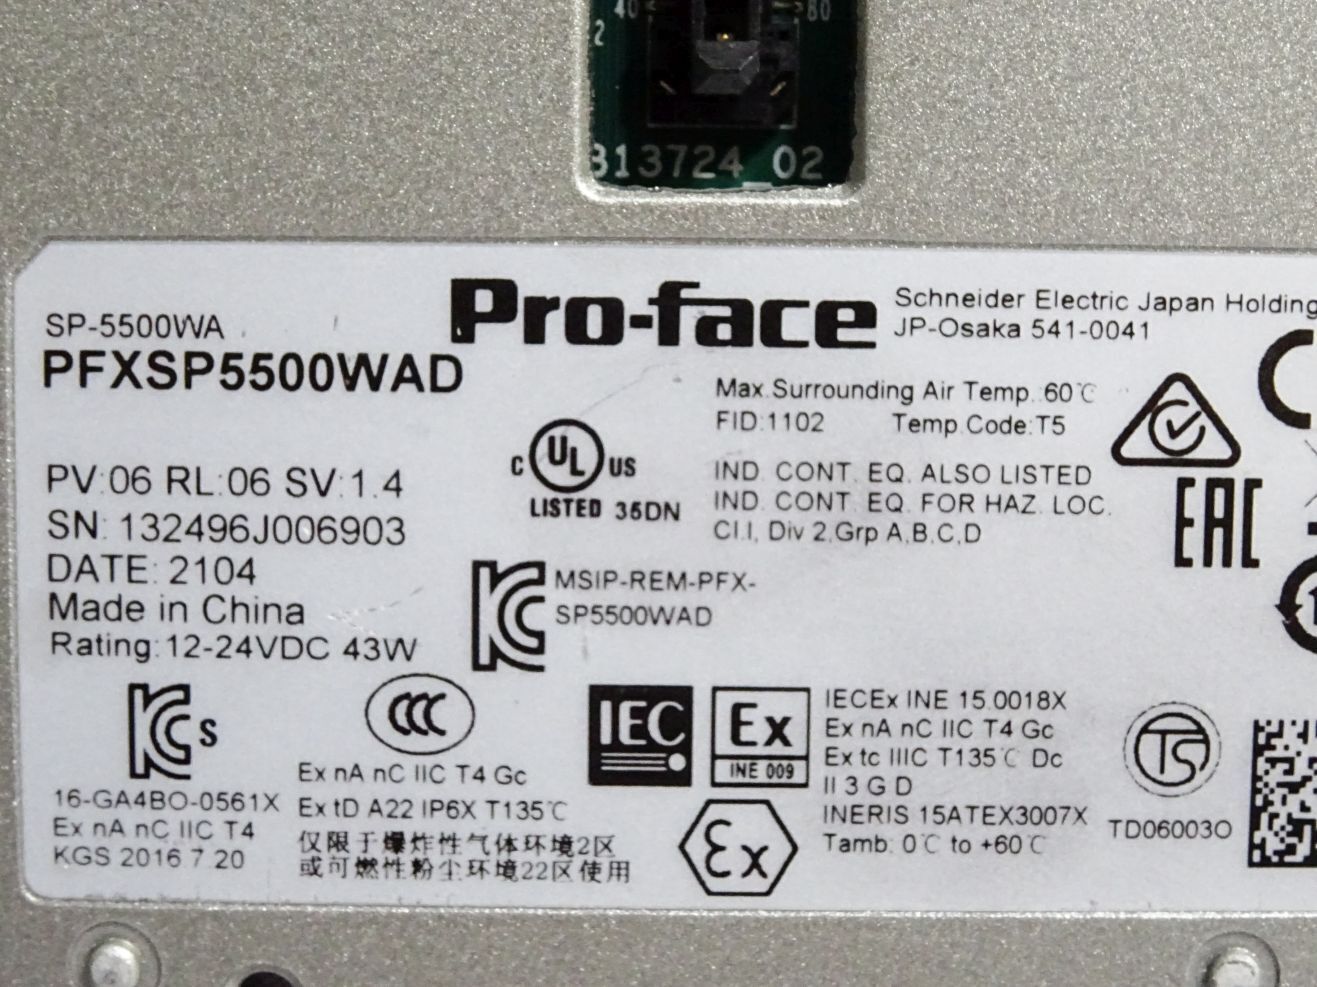 40
80
2
313724_02
SP-5500WA
PFXSP5500WAD
Pro-face
Schneider Electric Japan Holding
JP-Osaka 541-0041
Max.Surrounding Air Temp.:60℃
FID:1102 Temp.Code:T5
C UL US
LISTED 35DN
IND. CONT. EQ. ALSO LISTED
IND. CONT. EQ. FOR HAZ. LOC.
Cl.I, Div 2,Grp A,B,C,D
EAC
PV:06 RL:06 SV:1.4
SN: 132496J006903
DATE: 2104
Made in China
Rating:12-24VDC 43W
KC
MSIP-REM-PFX-
SP5500WAD
KCs
16-GA4BO-0561X
Ex nA nC IIC T4
KGS 2016 7 20
CCC
Ex nA nC IIC T4 Gc
Ex tD A22 IP6X T135℃
仅限于爆炸性气体环境2区
或可燃性粉尘环境22区使用
IEC
Ex
INE 009
Ex
IECEx INE 15.0018X
Ex nA nC IIC T4 Gc
Ex tc IIIC T135℃ Dc
II 3 G D
INERIS 15ATEX3007X
Tamb: 0℃ to +60℃
TS
TD06003O